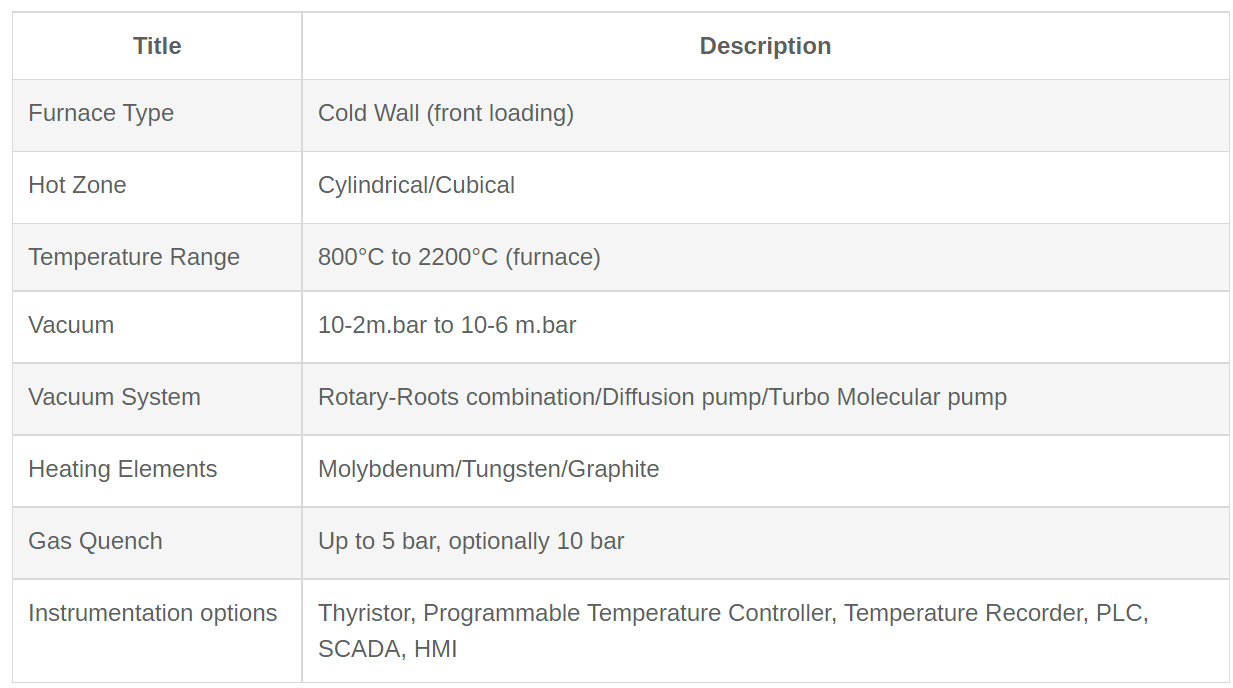 Title Description
Furnace Type Cold Wall (front loading)
Hot Zone Cylindrical/Cubical
Temperature Range 800°C to 2200°C (furnace)
Vacuum 10-2m.bar to 10-6 m.bar
Vacuum System Rotary-Roots combination/Diffusion pump/Turbo Molecular pump
Heating Elements Molybdenum/Tungsten/Graphite
Gas Quench Up to 5 bar, optionally 10 bar
Instrumentation options Thyristor, Programmable Temperature Controller, Temperature Recorder, PLC,
SCADA, HMI